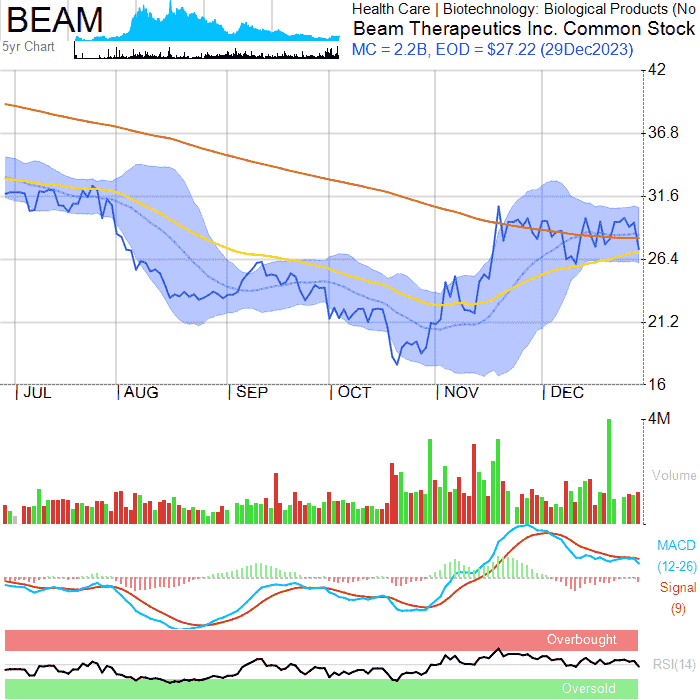 BEAM
5yr Chart
Health Care | Biotechnology: Biological Products (No
Beam Therapeutics Inc. Common Stock
MC = 2.2B, EOD = $27.22 (29Dec2023)
42
36.8
31.6
26.4
21.2
16
JUL AUG SEP OCT NOV DEC
4M
Volume
MACD
(12-26)
Signal
(9)
Overbought
RSI(14)
Oversold